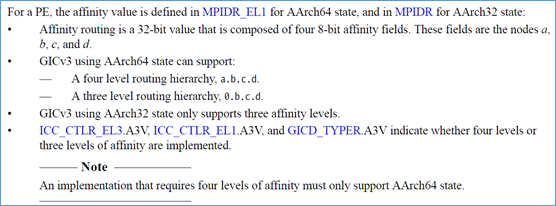 For a PE, the affinity value is defined in MPIDR_EL1 for AArch64 state, and in MPIDR for AArch32 state:
• Affinity routing is a 32-bit value that is composed of four 8-bit affinity fields. These fields are the nodes a,
b, c, and d.
• GICv3 using AArch64 state can support:
— A four level routing hierarchy, a.b.c.d.
— A three level routing hierarchy, 0.b.c.d.
• GICv3 using AArch32 state only supports three affinity levels.
• ICC_CTLR_EL3.A3V, ICC_CTLR_EL1.A3V, and GICD_TYPER.A3V indicate whether four levels or
three levels of affinity are implemented.
Note
An implementation that requires four levels of affinity must only support AArch64 state.